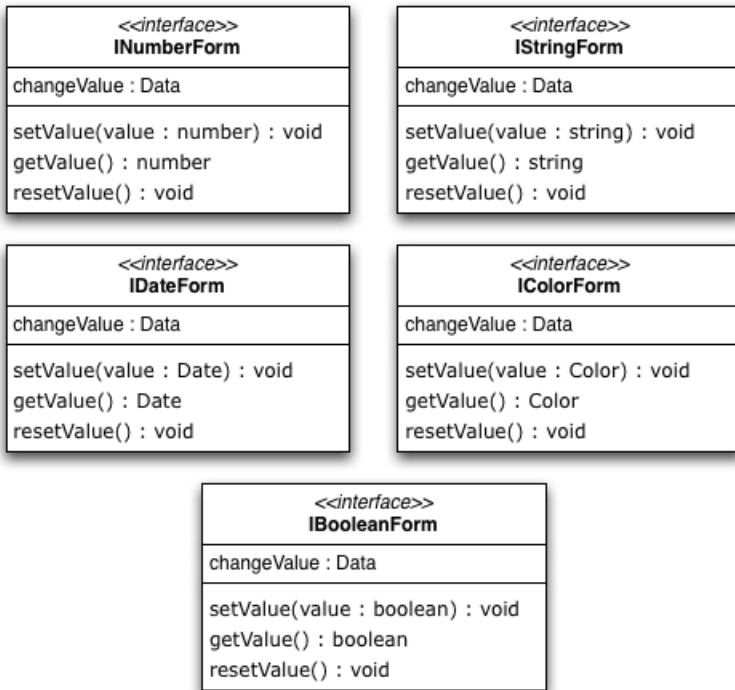 <<interface>>
INumberForm
changeValue : Data
setValue(value : number) : void
getValue() : number
resetValue() : void
<<interface>>
IStringForm
changeValue : Data
setValue(value : string) : void
getValue() : string
resetValue() : void
<<interface>>
IDateForm
changeValue : Data
setValue(value : Date) : void
getValue() : Date
resetValue() : void
<<interface>>
IColorForm
changeValue : Data
setValue(value : Color) : void
getValue() : Color
resetValue() : void
<<interface>>
IBooleanForm
changeValue : Data
setValue(value : boolean) : void
getValue() : boolean
resetValue() : void